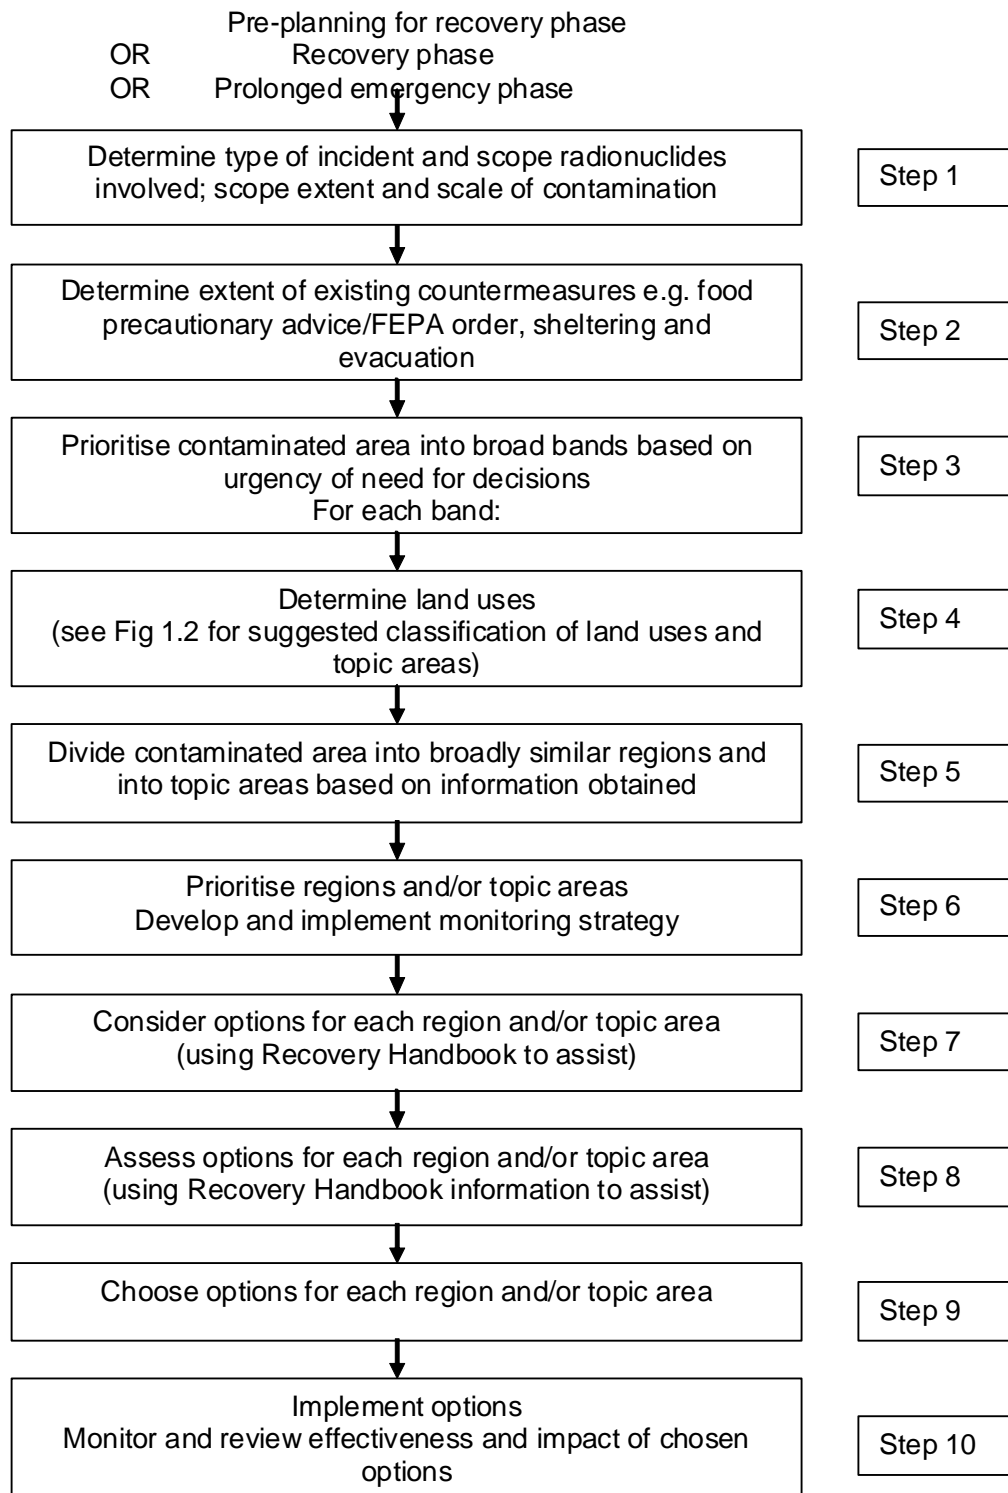 Pre-planning for recovery phase
OR Recovery phase
OR Prolonged emergency phase
Determine type of incident and scope radionuclides
involved; scope extent and scale of contamination
Step 1
Determine extent of existing countermeasures e.g. food
precautionary advice/FEPA order, sheltering and
evacuation
Step 2
Prioritise contaminated area into broad bands based on
urgency of need for decisions
For each band:
Step 3
Determine land uses
(see Fig 1.2 for suggested classification of land uses and
topic areas)
Step 4
Divide contaminated area into broadly similar regions and
into topic areas based on information obtained
Step 5
Prioritise regions and/or topic areas
Develop and implement monitoring strategy
Step 6
Consider options for each region and/or topic area
(using Recovery Handbook to assist)
Step 7
Assess options for each region and/or topic area
(using Recovery Handbook information to assist)
Step 8
Choose options for each region and/or topic area
Step 9
Implement options
Monitor and review effectiveness and impact of chosen
options
Step 10